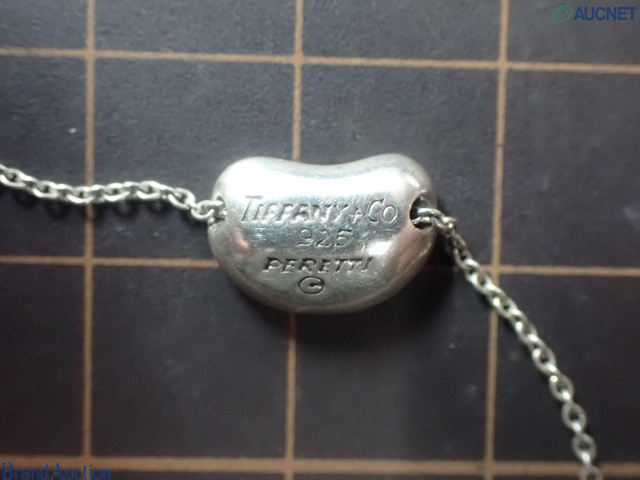 AUCNET
TIFFANY & CO
925
PERETTI
©
Brand Auction